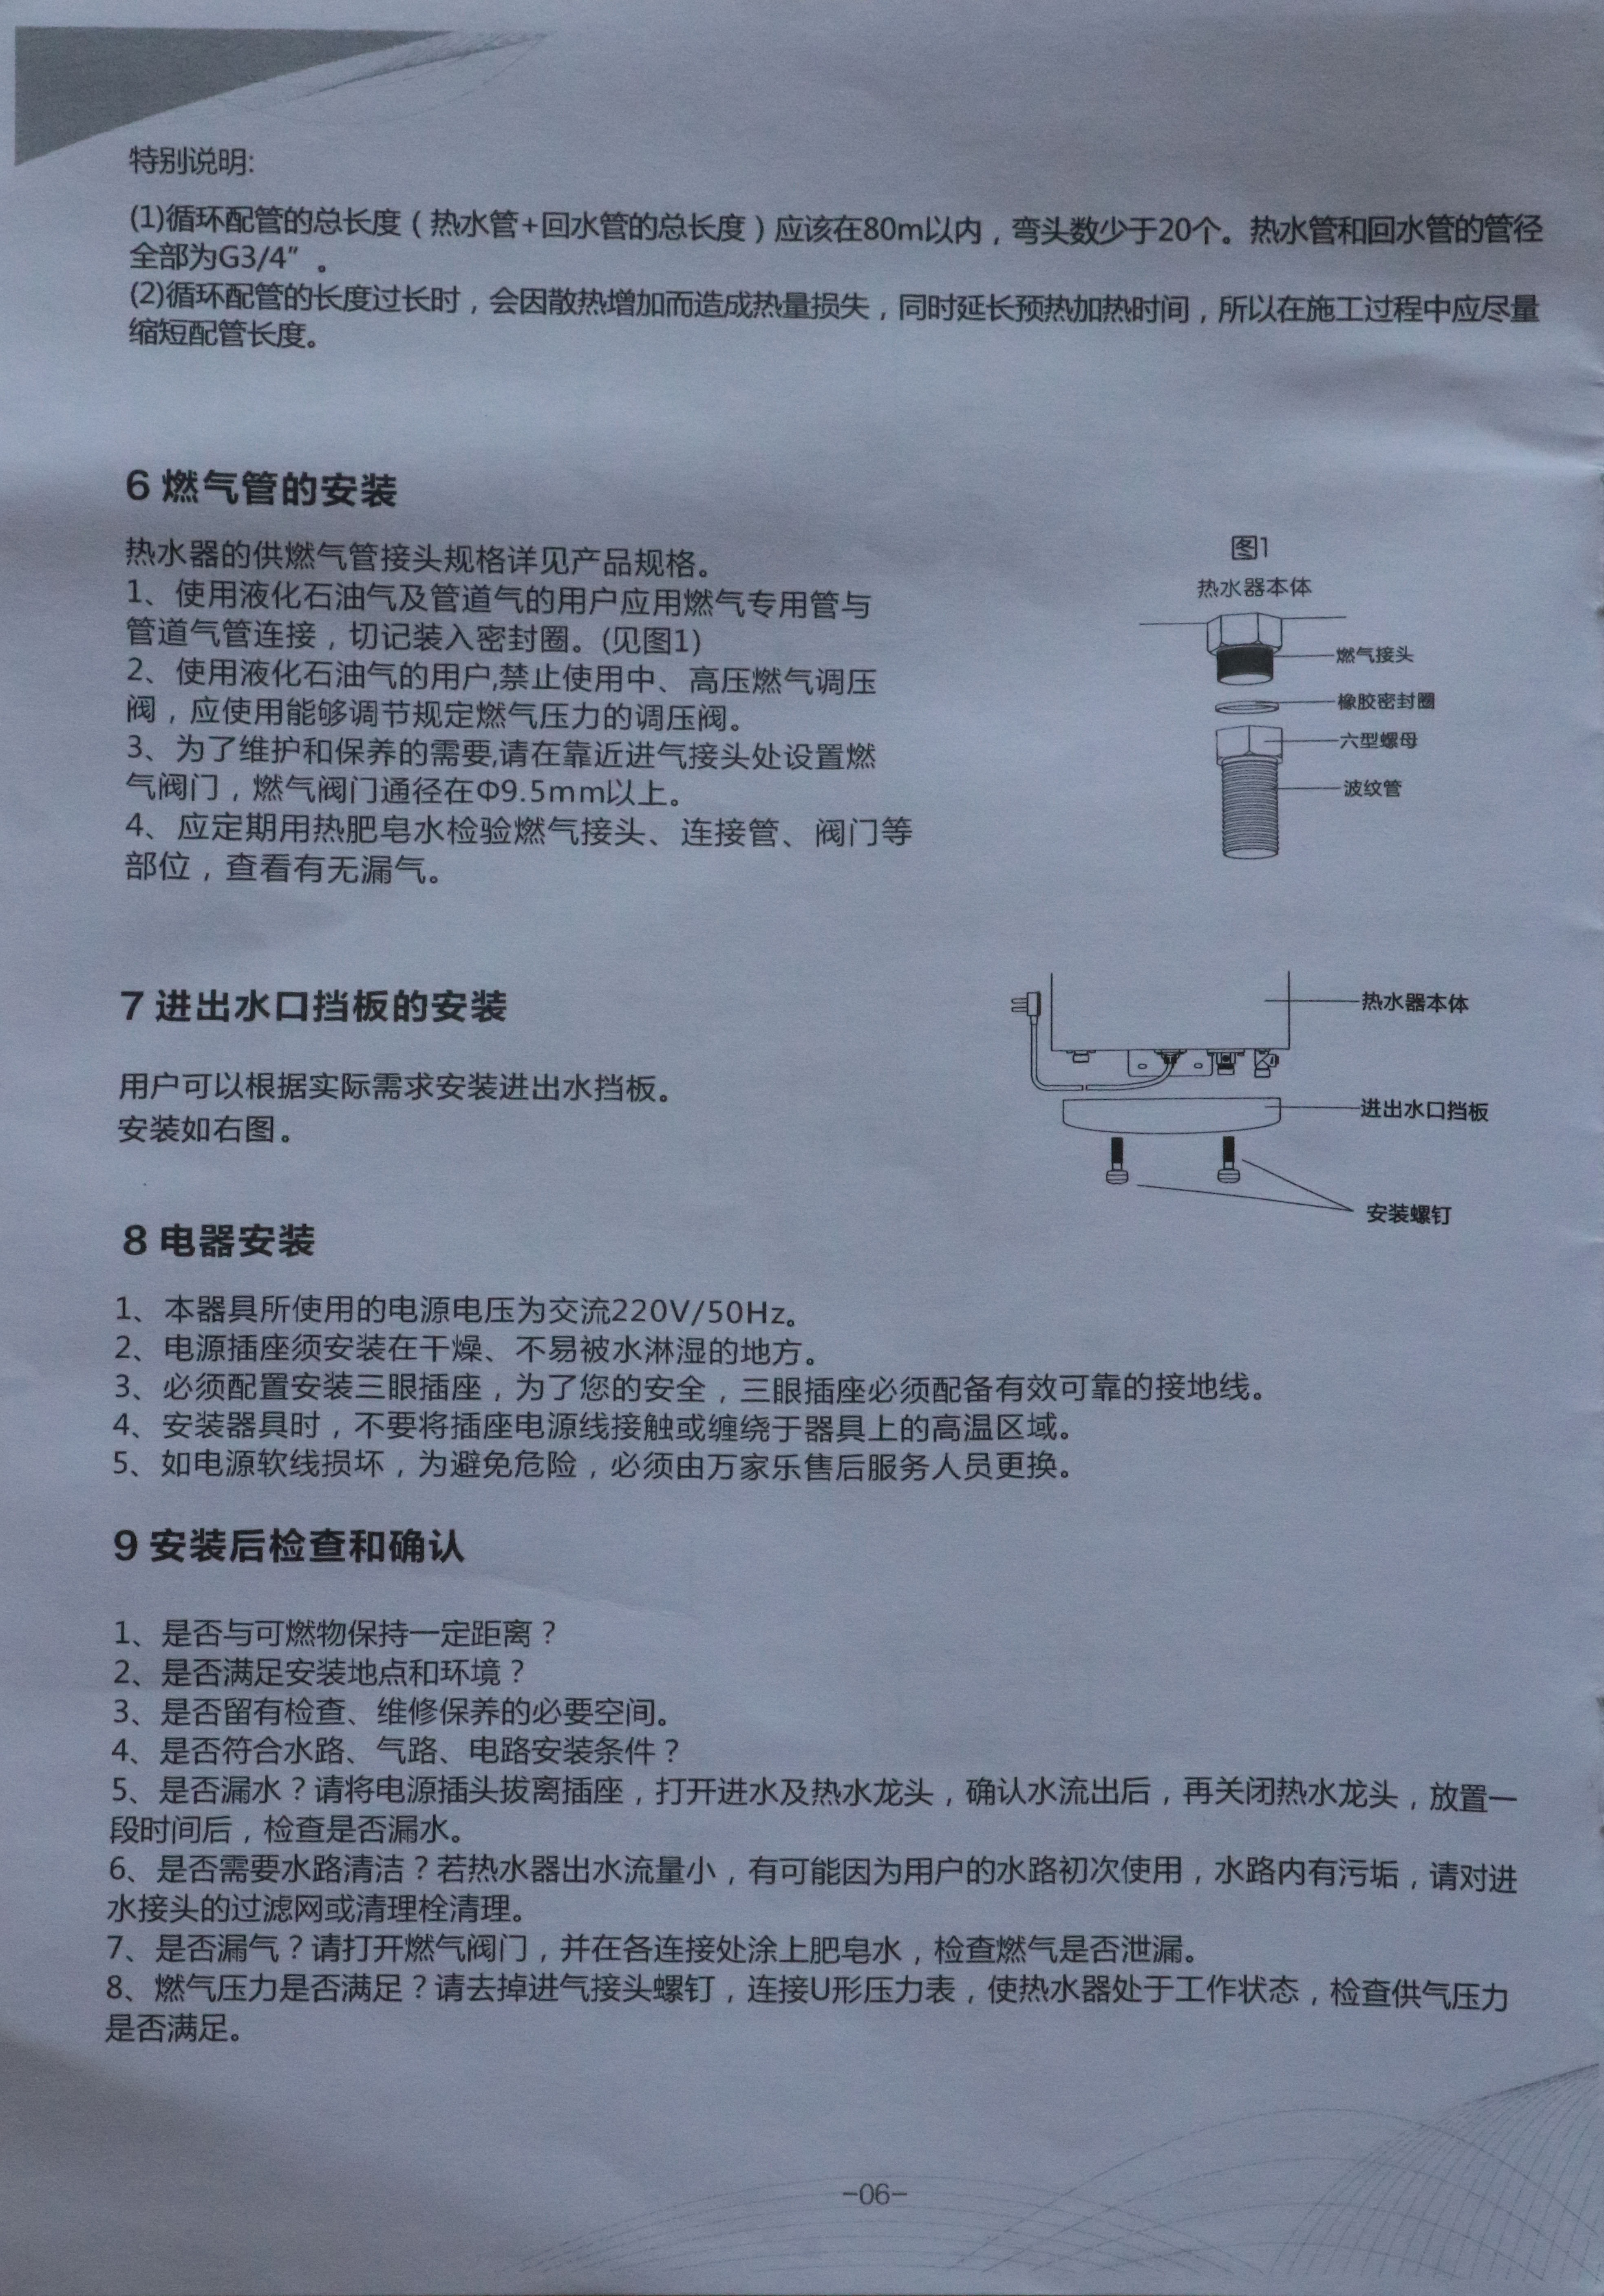 特别说明:
(1)循环配管的总长度（热水管+回水管的总长度）应该在80m以内，弯头数少于20个。热水管和回水管的管径
全部为G3/4”。
(2)循环配管的长度过长时，会因散热增加而造成热量损失，同时延长预热加热时间，所以在施工过程中应尽量
缩短配管长度。
6 燃气管的安装
热水器的供燃气管接头规格详见产品规格。
1、使用液化石油气及管道气的用户应用燃气专用管与
管道气管连接，切记装入密封圈。(见图1)
2、使用液化石油气的用户,禁止使用中、高压燃气调压
阀，应使用能够调节规定燃气压力的调压阀。
3、为了维护和保养的需要,请在靠近进气接头处设置燃
气阀门，燃气阀门通径在Φ9.5mm以上。
4、应定期用热肥皂水检验燃气接头、连接管、阀门等
部位，查看有无漏气。
图1
热水器本体
燃气接头
橡胶密封圈
六型螺母
波纹管
7 进出水口挡板的安装
用户可以根据实际需求安装进出水挡板。
安装如右图。
热水器本体
进出水口挡板
安装螺钉
8 电器安装
1、本器具所使用的电源电压为交流220V/50Hz。
2、电源插座须安装在干燥、不易被水淋湿的地方。
3、必须配置安装三眼插座，为了您的安全，三眼插座必须配备有效可靠的接地线。
4、安装器具时，不要将插座电源线接触或缠绕于器具上的高温区域。
5、如电源软线损坏，为避免危险，必须由万家乐售后服务人员更换。
9 安装后检查和确认
1、是否与可燃物保持一定距离？
2、是否满足安装地点和环境？
3、是否留有检查、维修保养的必要空间。
4、是否符合水路、气路、电路安装条件？
5、是否漏水？请将电源插头拔离插座，打开进水及热水龙头，确认水流出后，再关闭热水龙头，放置一
段时间后，检查是否漏水。
6、是否需要水路清洁？若热水器出水流量小，有可能因为用户的水路初次使用，水路内有污垢，请对进
水接头的过滤网或清理栓清理。
7、是否漏气？请打开燃气阀门，并在各连接处涂上肥皂水，检查燃气是否泄漏。
8、燃气压力是否满足？请去掉进气接头螺钉，连接U形压力表，使热水器处于工作状态，检查供气压力
是否满足。
-06-